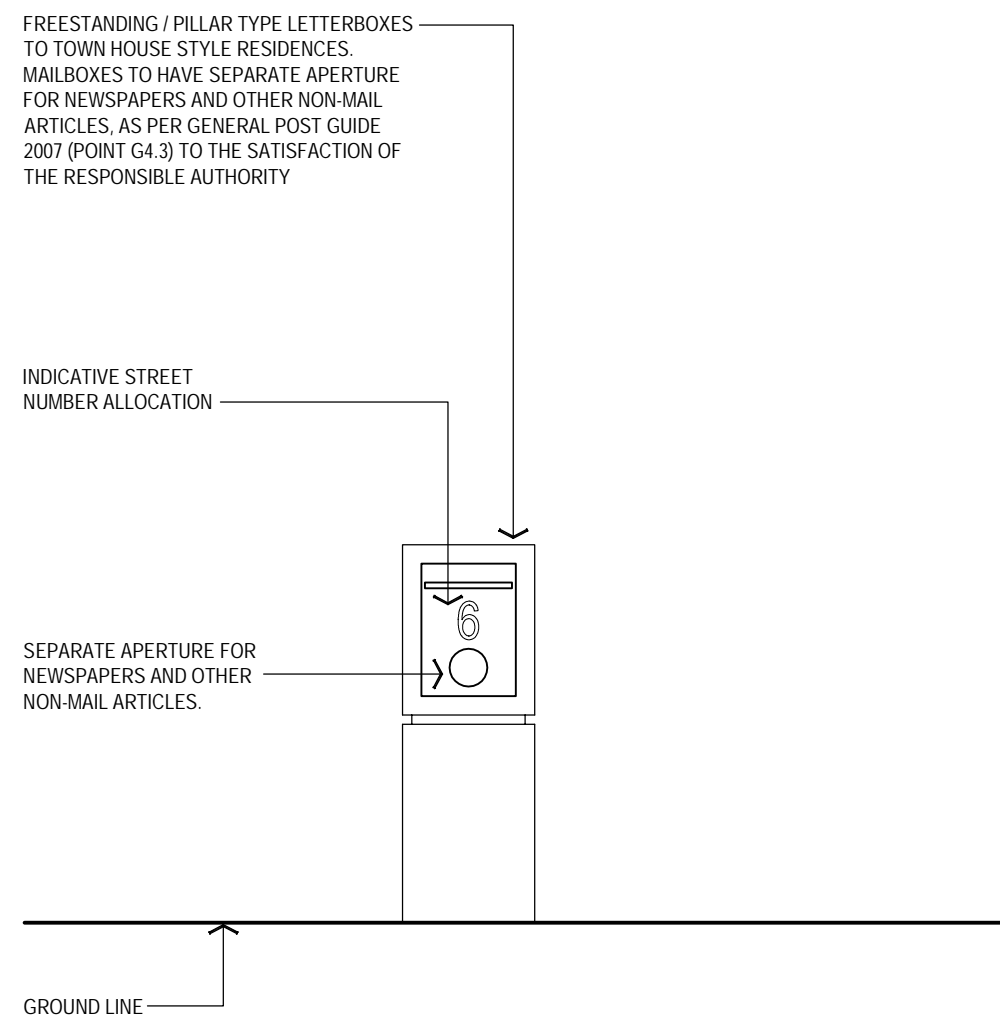 FREESTANDING / PILLAR TYPE LETTERBOXES
TO TOWN HOUSE STYLE RESIDENCES.
MAILBOXES TO HAVE SEPARATE APERTURE
FOR NEWSPAPERS AND OTHER NON-MAIL
ARTICLES, AS PER GENERAL POST GUIDE
2007 (POINT G4.3) TO THE SATISFACTION OF
THE RESPONSIBLE AUTHORITY
INDICATIVE STREET
NUMBER ALLOCATION
6
SEPARATE APERTURE FOR
NEWSPAPERS AND OTHER
NON-MAIL ARTICLES.
GROUND LINE